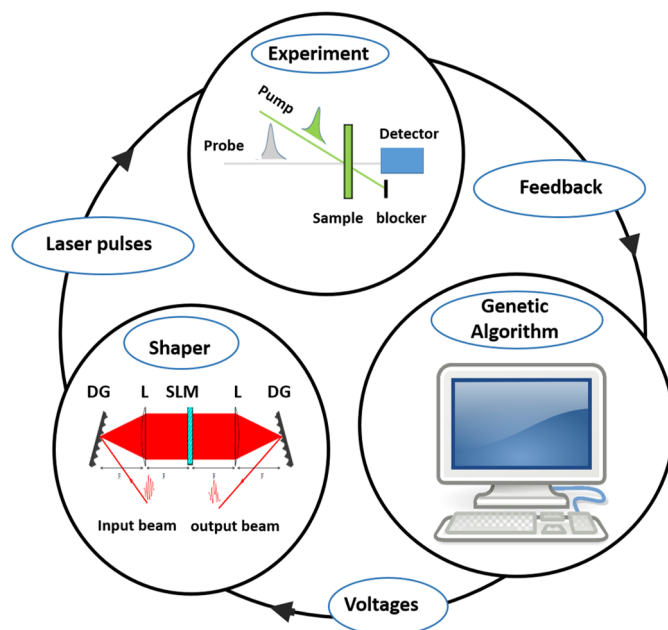 Experiment
Pump
Probe
Detector
Sample
blocker
Feedback
Laser pulses
Genetic
Algorithm
Shaper
DG L SLM L DG
F F F F
Input beam
output beam
Voltages